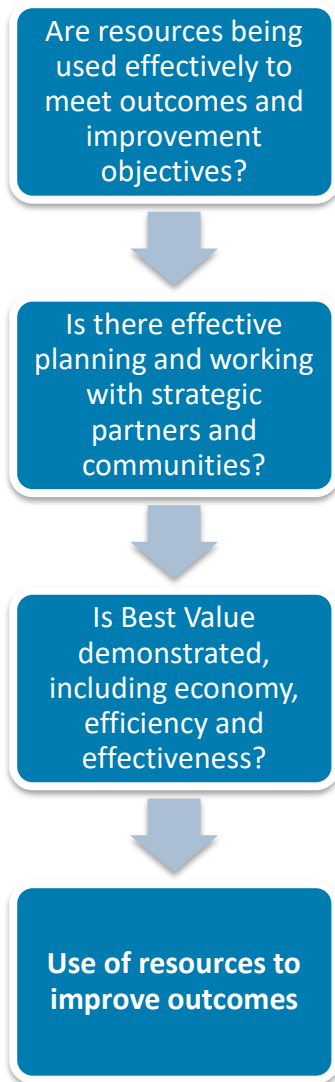 Are resources being
used effectively to
meet outcomes and
improvement
objectives?
Is there effective
planning and working
with strategic
partners and
communities?
Is Best Value
demonstrated,
including economy,
efficiency and
effectiveness?
Use of resources to
improve outcomes